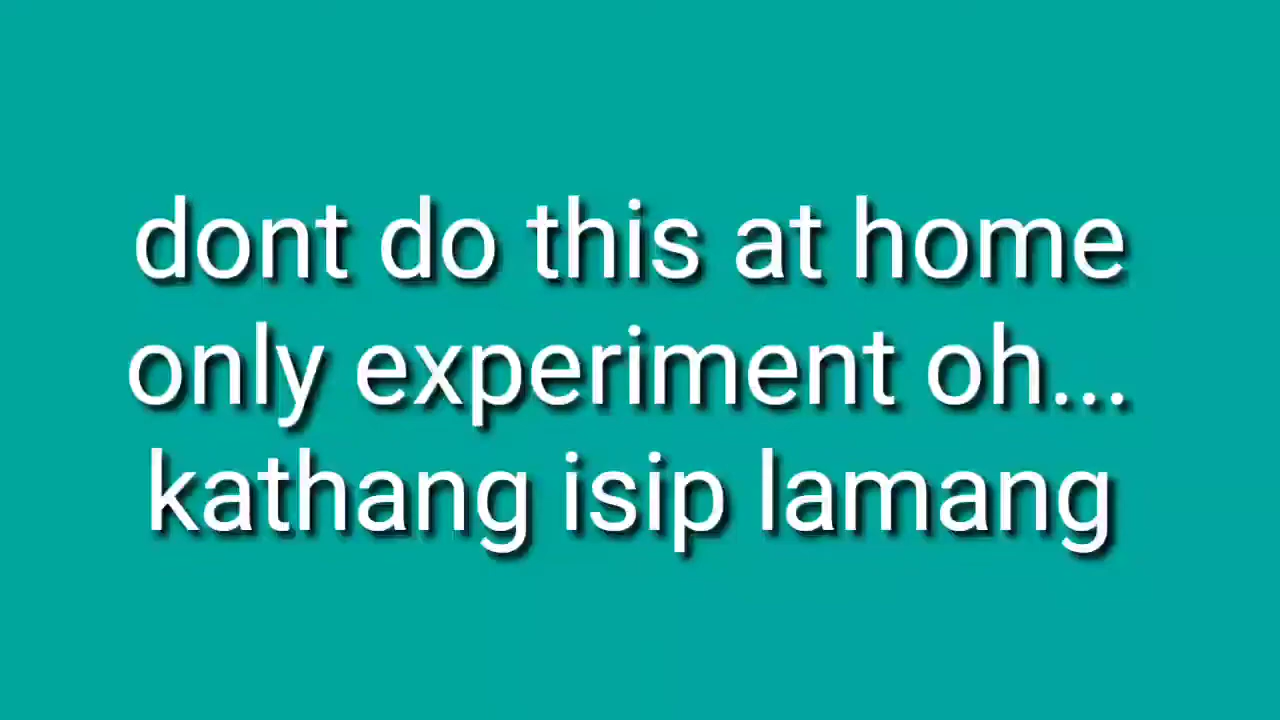 dont do this at home
only experiment oh...
kathang isip lamang